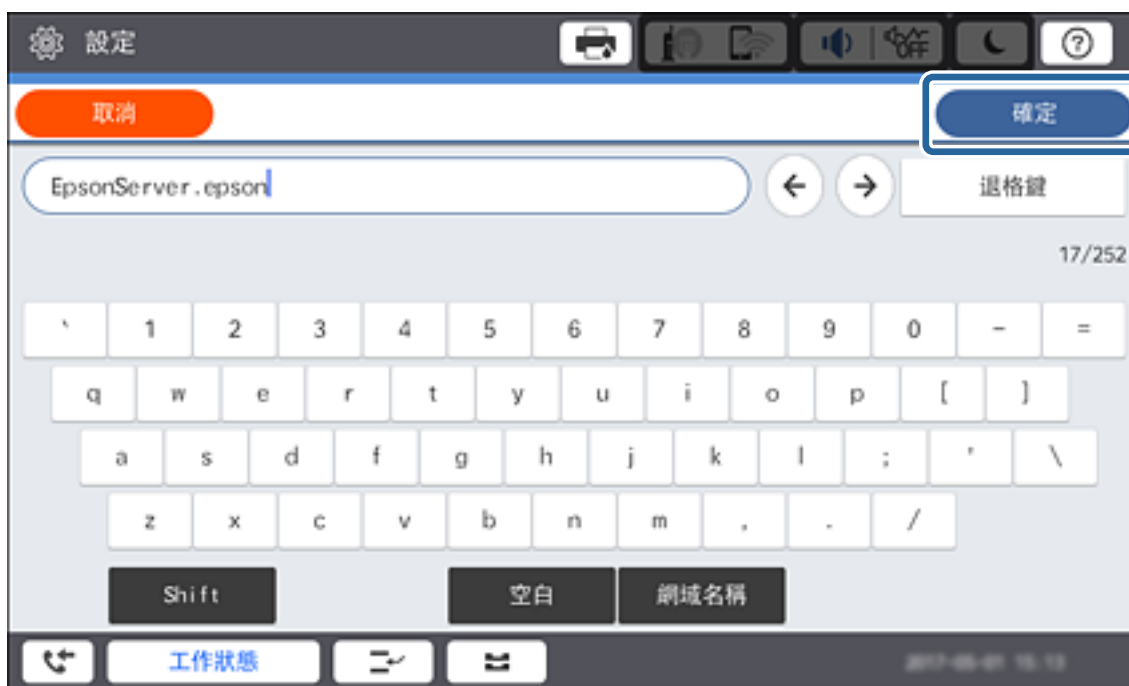 設定
OFF
取消 確定
EpsonServer.epson 退格鍵
17/252
` 1 2 3 4 5 6 7 8 9 0 - =
q w e r t y u i o p [ ]
a s d f g h j k l ; ' \
z x c v b n m , . /
Shift 空白 網域名稱
工作狀態